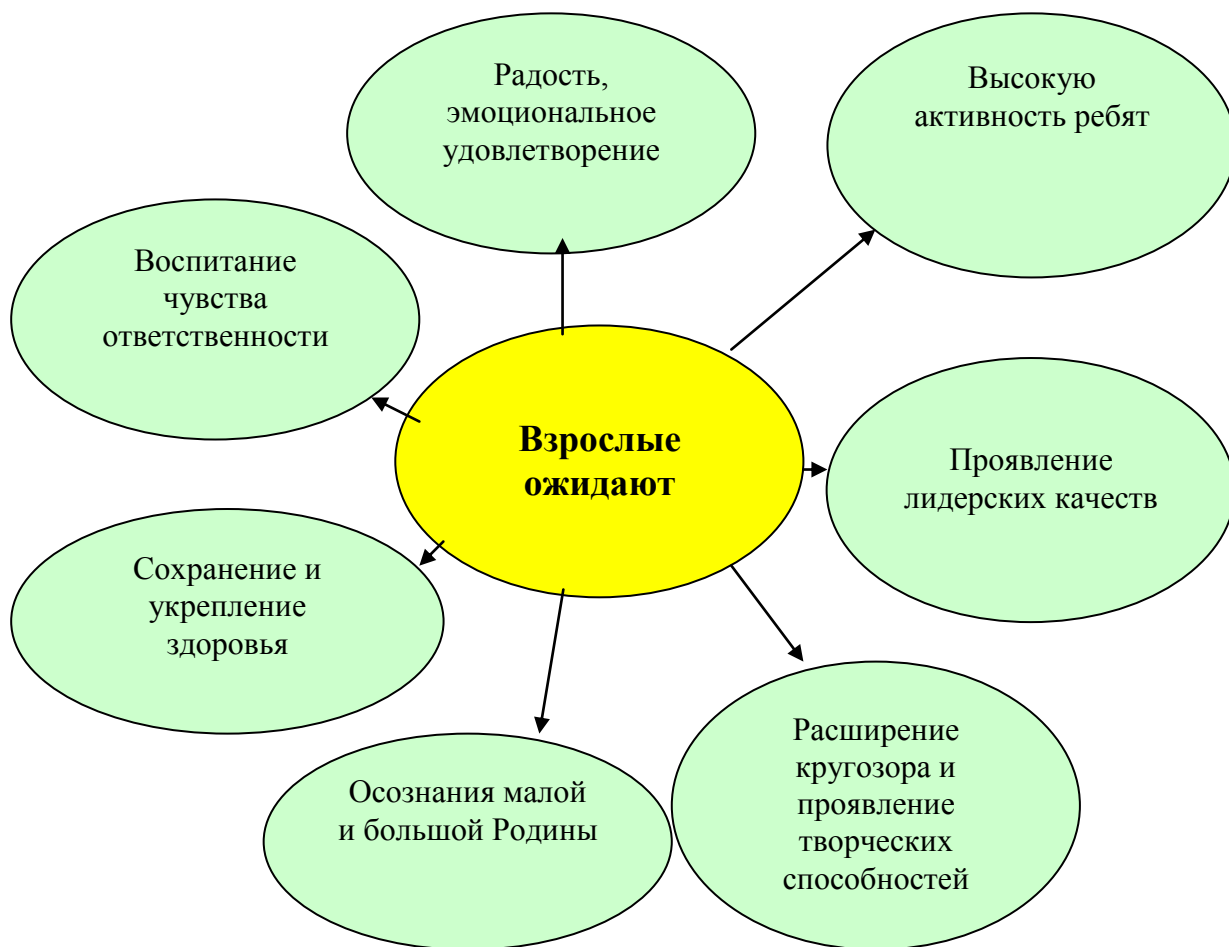 Радость,
эмоциональное
удовлетворение
Высокую
активность ребят
Воспитание
чувства
ответственности
Взрослые
ожидают
Проявление
лидерских качеств
Сохранение и
укрепление
здоровья
Осознания малой
и большой Родины
Расширение
кругозора и
проявление
творческих
способностей